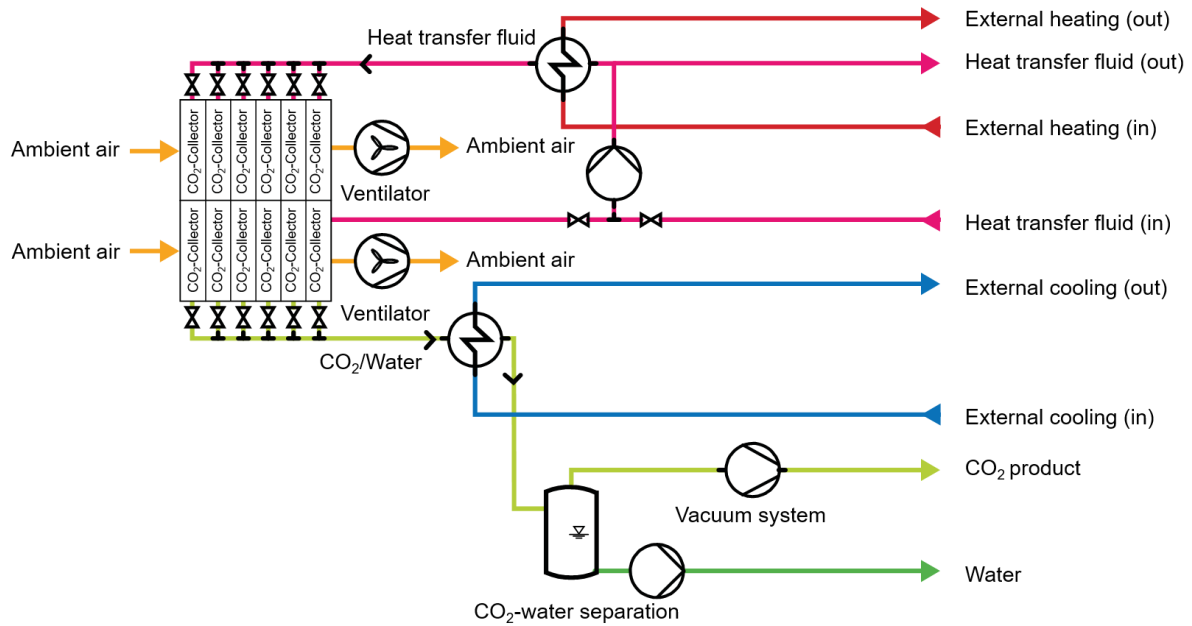 External heating (out)
Heat transfer fluid
Heat transfer fluid (out)
External heating (in)
CO₂-Collector
CO₂-Collector
CO₂-Collector
CO₂-Collector
CO₂-Collector
CO₂-Collector
Ambient air
Ambient air
Ventilator
Heat transfer fluid (in)
CO₂-Collector
CO₂-Collector
CO₂-Collector
CO₂-Collector
CO₂-Collector
CO₂-Collector
Ambient air
Ambient air
Ventilator
External cooling (out)
CO₂/Water
External cooling (in)
CO₂ product
Vacuum system
Water
CO₂-water separation